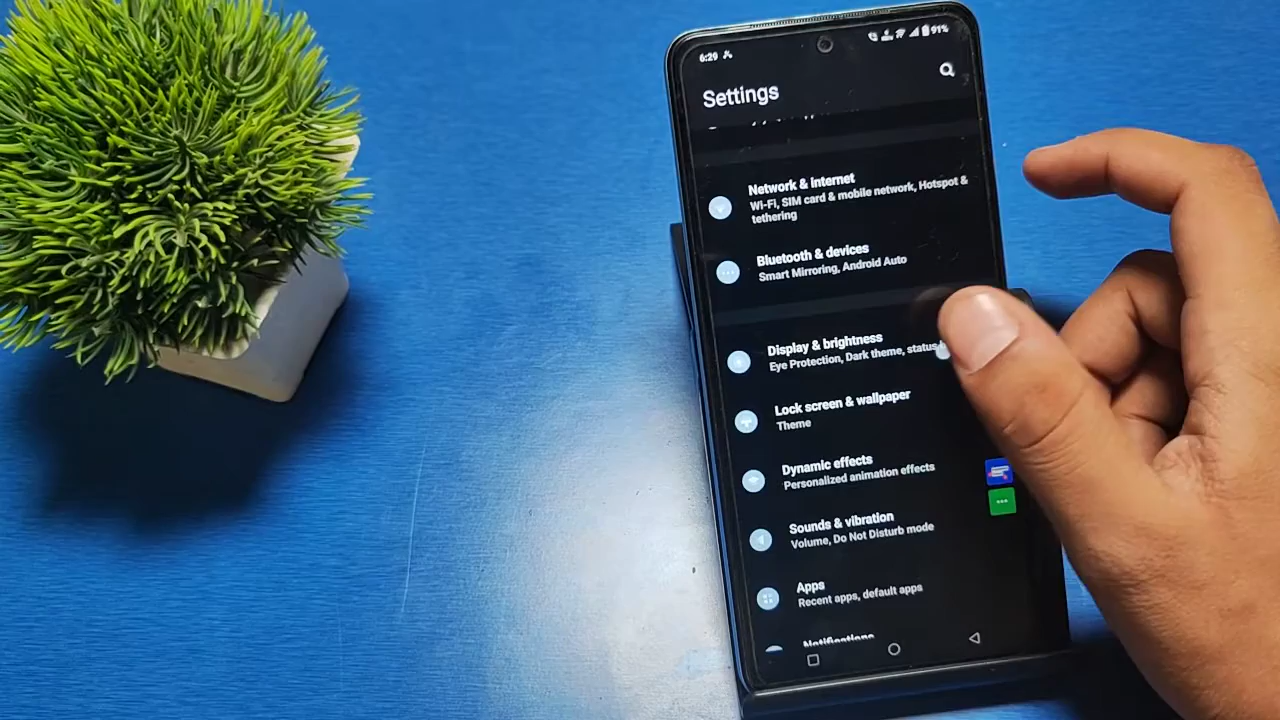 6:29
91%
Settings
Network & internet
Wi-Fi, SIM card & mobile network, Hotspot &
tethering
Bluetooth & devices
Smart Mirroring, Android Auto
Display & brightness
Eye Protection, Dark theme, status
Lock screen & wallpaper
Theme
Dynamic effects
Personalized animation effects
Sounds & vibration
Volume, Do Not Disturb mode
Apps
Recent apps, default apps
Notifications